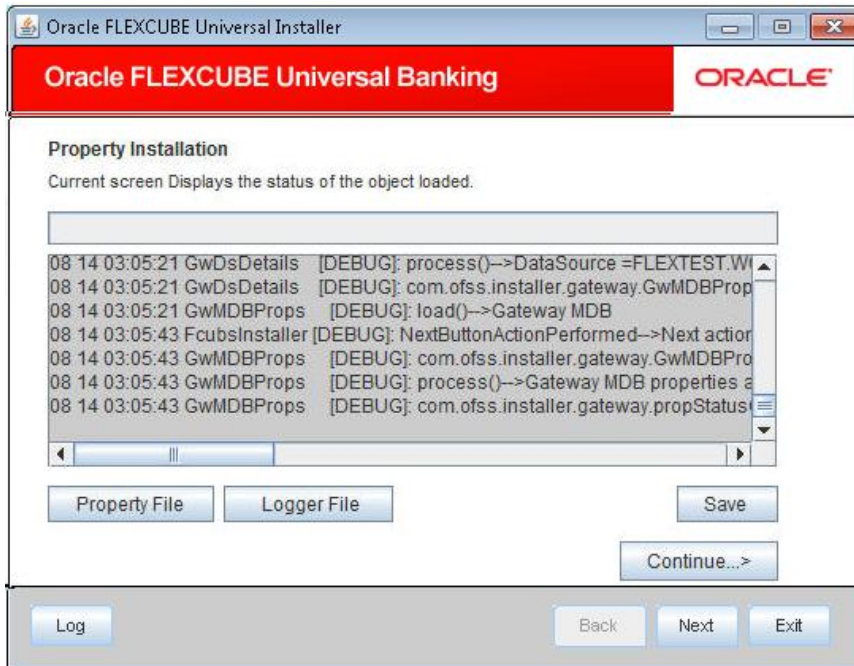 Oracle FLEXCUBE Universal Installer
Oracle FLEXCUBE Universal Banking
ORACLE
Property Installation
Current screen Displays the status of the object loaded.
08 14 03:05:21 GwDsDetails [DEBUG]: process()-->DataSource =FLEXTEST.W
08 14 03:05:21 GwDsDetails [DEBUG]: com.ofss.installer.gateway.GwMDBProp
08 14 03:05:21 GwMDBProps [DEBUG]: load()-->Gateway MDB
08 14 03:05:43 FcubsInstaller [DEBUG]: NextButtonActionPerformed-->Next action
08 14 03:05:43 GwMDBProps [DEBUG]: com.ofss.installer.gateway.GwMDBPro
08 14 03:05:43 GwMDBProps [DEBUG]: process()-->Gateway MDB properties a
08 14 03:05:43 GwMDBProps [DEBUG]: com.ofss.installer.gateway.propStatus
Property File Logger File Save
Continue...>
Log Back Next Exit